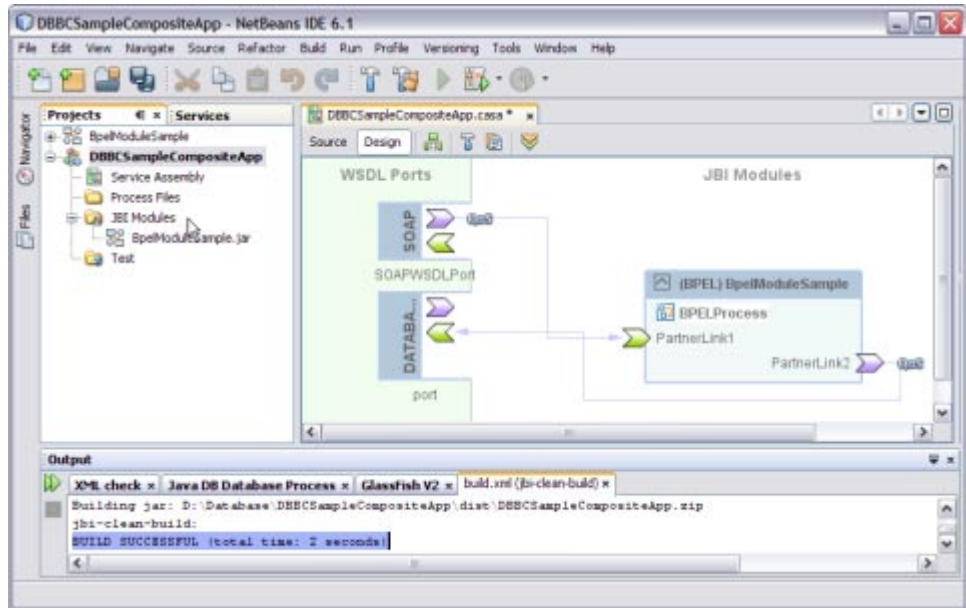 DBBCSampleCompositeApp - NetBeans IDE 6.1
File Edit View Navigate Source Refactor Build Run Profile Versioning Tools Window Help
Projects Services
DBBCSampleCompositeApp.casa *
Navigator
Files
BpelModuleSample
DBBCSampleCompositeApp
Service Assembly
Process Files
JBI Modules
BpelModuleSample.jar
Test
Source Design
WSDL Ports JBI Modules
SOAP
SOAPWSDLPort
DATABA...
port
(BPEL) BpelModuleSample
BPELProcess
PartnerLink1
PartnerLink2
Output
XML check Java DB Database Process Glassfish V2 build.xml (jbi-clean-build)
Building jar: D:\Database\DBBCSampleCompositeApp\dist\DBBCSampleCompositeApp.zip
jbi-clean-build:
BUILD SUCCESSFUL (total time: 2 seconds)